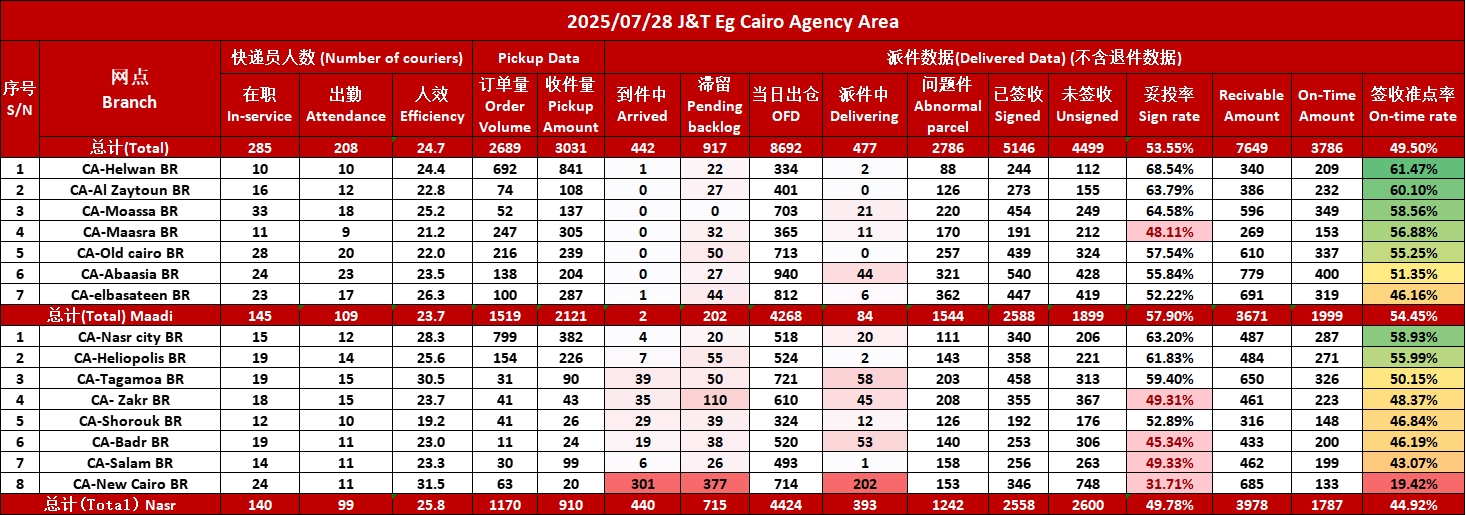 2025/07/28 J&T Eg Cairo Agency Area
序号 S/N 网点 Branch 快递员人数 (Number of couriers) Pickup Data 派件数据(Delivered Data) (不含退件数据)
在职 In-service 出勤 Attendance 人效 Efficiency 订单量 Order Volume 收件量 Pickup Amount 到件中 Arrived 滞留 Pending backlog 当日出仓 OFD 派件中 Delivering 问题件 Abnormal parcel 已签收 Signed 未签收 Unsigned 妥投率 Sign rate Recivable Amount On-Time Amount 签收准点率 On-time rate
总计(Total) 285 208 24.7 2689 3031 442 917 8692 477 2786 5146 4499 53.55% 7649 3786 49.50%
1 CA-Helwan BR 10 10 24.4 692 841 1 22 334 2 88 244 112 68.54% 340 209 61.47%
2 CA-Al Zaytoun BR 16 12 22.8 74 108 0 27 401 0 126 273 155 63.79% 386 232 60.10%
3 CA-Moassa BR 33 18 25.2 52 137 0 0 703 21 220 454 249 64.58% 596 349 58.56%
4 CA-Maasra BR 11 9 21.2 247 305 0 32 365 11 170 191 212 48.11% 269 153 56.88%
5 CA-Old cairo BR 28 20 22.0 216 239 0 50 713 0 257 439 324 57.54% 610 337 55.25%
6 CA-Abaasia BR 24 23 23.5 138 204 0 27 940 44 321 540 428 55.84% 779 400 51.35%
7 CA-elbasateen BR 23 17 26.3 100 287 1 44 812 6 362 447 419 52.22% 691 319 46.16%
总计(Total) Maadi 145 109 23.7 1519 2121 2 202 4268 84 1544 2588 1899 57.90% 3671 1999 54.45%
1 CA-Nasr city BR 15 12 28.3 799 382 4 20 518 20 111 340 206 63.20% 487 287 58.93%
2 CA-Heliopolis BR 19 14 25.6 154 226 7 55 524 2 143 358 221 61.83% 484 271 55.99%
3 CA-Tagamoa BR 19 15 30.5 31 90 39 50 721 58 203 458 313 59.40% 650 326 50.15%
4 CA- Zakr BR 18 15 23.7 41 43 35 110 610 45 208 355 367 49.31% 461 223 48.37%
5 CA-Shorouk BR 12 10 19.2 41 26 29 39 324 12 126 192 176 52.89% 316 148 46.84%
6 CA-Badr BR 19 11 23.0 11 24 19 38 520 53 140 253 306 45.34% 433 200 46.19%
7 CA-Salam BR 14 11 23.3 30 99 6 26 493 1 158 256 263 49.33% 462 199 43.07%
8 CA-New Cairo BR 24 11 31.5 63 20 301 377 714 202 153 346 748 31.71% 685 133 19.42%
总计(Total) Nasr 140 99 25.8 1170 910 440 715 4424 393 1242 2558 2600 49.78% 3978 1787 44.92%